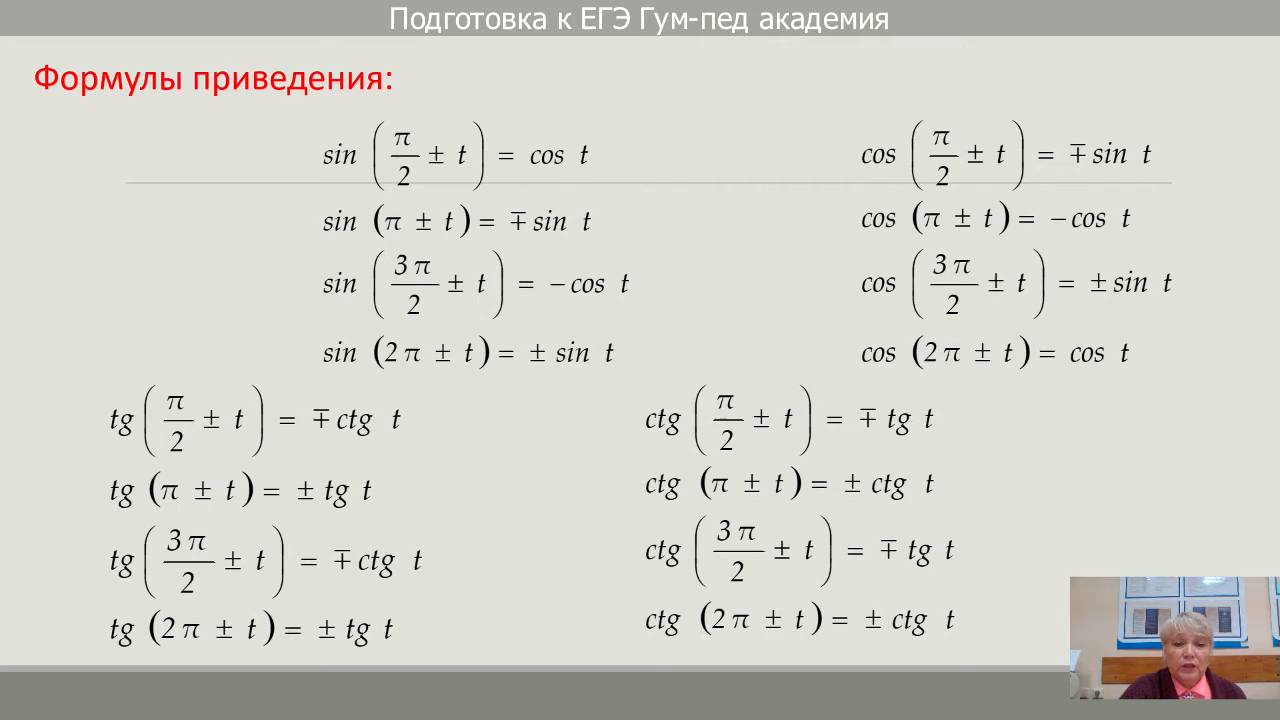 Подготовка к ЕГЭ Гум-пед академия
Формулы приведения:
sin (π/2 ± t) = cos t
cos (π/2 ± t) = ∓ sin t
sin (π ± t) = ∓ sin t
cos (π ± t) = − cos t
sin (3π/2 ± t) = − cos t
cos (3π/2 ± t) = ± sin t
sin (2π ± t) = ± sin t
cos (2π ± t) = cos t
tg (π/2 ± t) = ∓ ctg t
ctg (π/2 ± t) = ∓ tg t
tg (π ± t) = ± tg t
ctg (π ± t) = ± ctg t
tg (3π/2 ± t) = ∓ ctg t
ctg (3π/2 ± t) = ∓ tg t
tg (2π ± t) = ± tg t
ctg (2π ± t) = ± ctg t